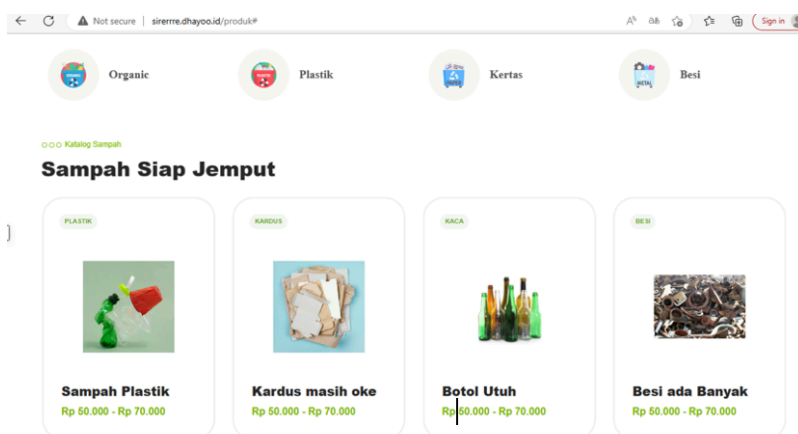 Not secure | sirerrre.dhayoo.id/produk#
Sign in
Organic
Plastik
Kertas
Besi
Katalog Sampah
Sampah Siap Jemput
PLASTIK
KARDUS
KACA
BESI
Sampah Plastik
Kardus masih oke
Botol Utuh
Besi ada Banyak
Rp 50.000 - Rp 70.000
Rp 50.000 - Rp 70.000
Rp 50.000 - Rp 70.000
Rp 50.000 - Rp 70.000